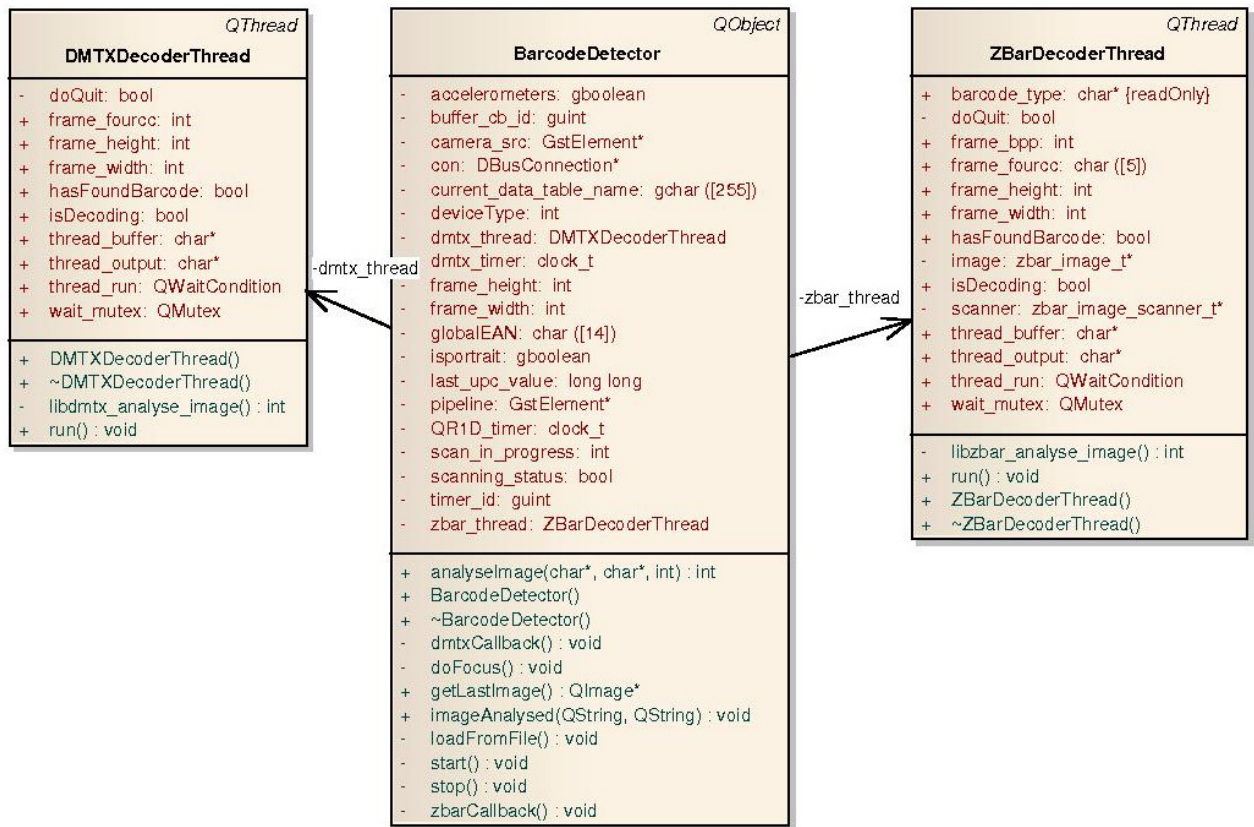 QThread
DMTXDecoderThread
- doQuit: bool
+ frame_fourcc: int
+ frame_height: int
+ frame_width: int
+ hasFoundBarcode: bool
+ isDecoding: bool
+ thread_buffer: char*
+ thread_output: char*
+ thread_run: QWaitCondition
+ wait_mutex: QMutex
+ DMTXDecoderThread()
+ ~DMTXDecoderThread()
- libdmtx_analyse_image() : int
+ run() : void
-dmtx_thread
QObject
BarcodeDetector
- accelerometers: gboolean
- buffer_cb_id: guint
- camera_src: GstElement*
- con: DBusConnection*
- current_data_table_name: gchar ([255])
- deviceType: int
- dmtx_thread: DMTXDecoderThread
- dmtx_timer: clock_t
- frame_height: int
- frame_width: int
- globalEAN: char ([14])
- isportrait: gboolean
- last_upc_value: long long
- pipeline: GstElement*
- QR1D_timer: clock_t
- scan_in_progress: int
- scanning_status: bool
- timer_id: guint
- zbar_thread: ZBarDecoderThread
+ analyseImage(char*, char*, int) : int
+ BarcodeDetector()
+ ~BarcodeDetector()
- dmtxCallback() : void
- doFocus() : void
+ getLastImage() : QImage*
+ imageAnalysed(QString, QString) : void
- loadFromFile() : void
- start() : void
- stop() : void
- zbarCallback() : void
-zbar_thread
QThread
ZBarDecoderThread
+ barcode_type: char* {readOnly}
- doQuit: bool
+ frame_bpp: int
+ frame_fourcc: char ([5])
+ frame_height: int
+ frame_width: int
+ hasFoundBarcode: bool
- image: zbar_image_t*
+ isDecoding: bool
- scanner: zbar_image_scanner_t*
+ thread_buffer: char*
+ thread_output: char*
+ thread_run: QWaitCondition
+ wait_mutex: QMutex
- libzbar_analyse_image() : int
+ run() : void
+ ZBarDecoderThread()
+ ~ZBarDecoderThread()